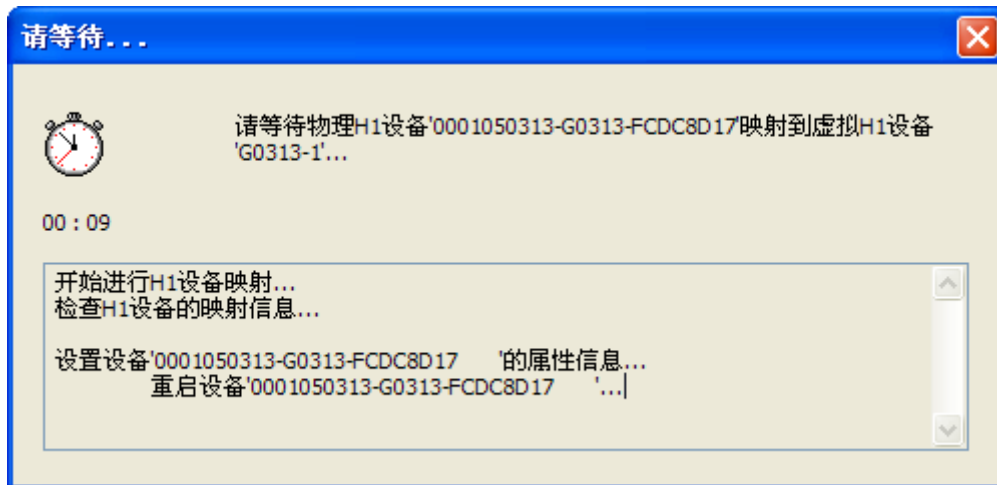 请等待...
请等待物理H1设备'0001050313-G0313-FCDC8D17'映射到虚拟H1设备
'G0313-1'...
00 : 09
开始进行H1设备映射...
检查H1设备的映射信息...
设置设备'0001050313-G0313-FCDC8D17      '的属性信息...
重启设备'0001050313-G0313-FCDC8D17      '...